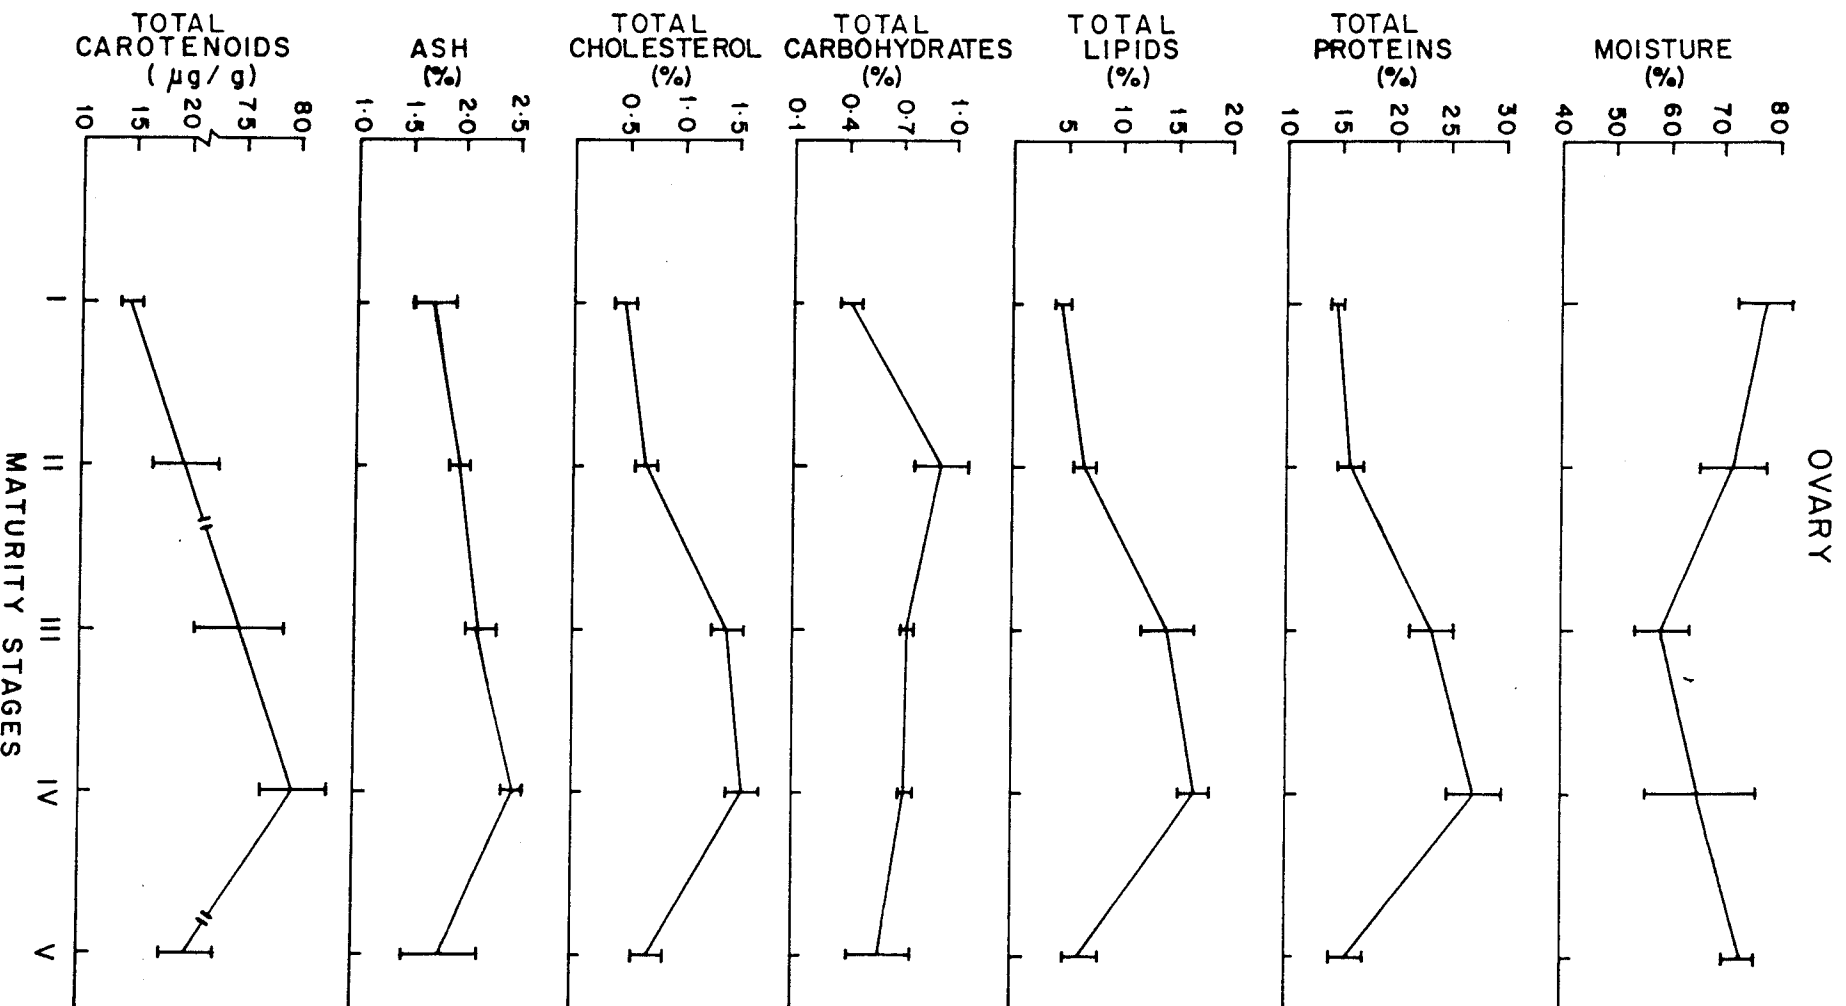 OVARY
TOTAL
CAROTENOIDS
( µg/ g)
10 15 20 75 80
ASH
(%)
1·0 1·5 2·0 2·5
TOTAL
CHOLESTEROL
(%)
0·5 1·0 1·5
TOTAL
CARBOHYDRATES
(%)
0·1 0·4 0·7 1·0
TOTAL
LIPIDS
(%)
5 10 15 20
TOTAL
PROTEINS
(%)
10 15 20 25 30
MOISTURE
(%)
40 50 60 70 80
I II III IV V
MATURITY STAGES